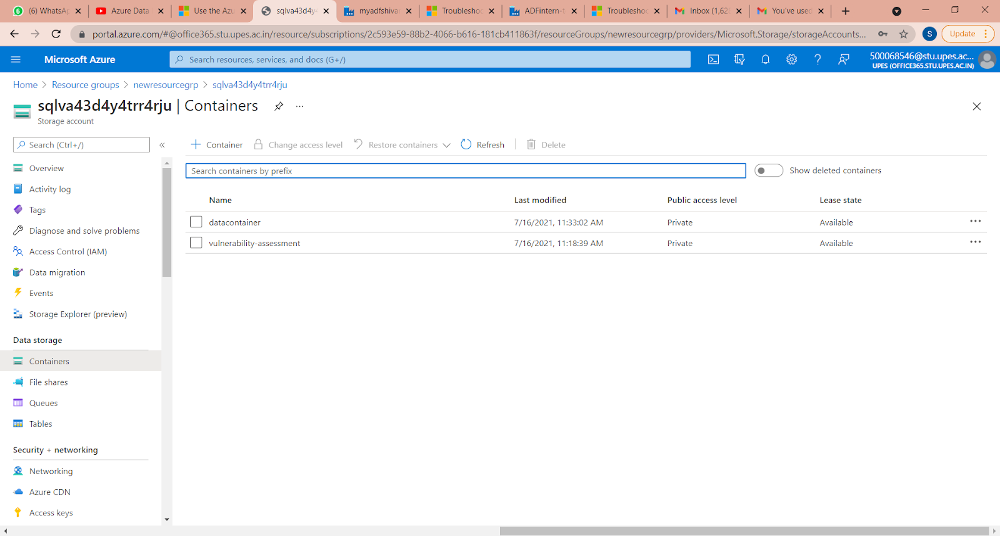 (6) WhatsAp
Azure Data
Use the Azu
sqlva43d4y4
myadfshivan
Troubleshoo
ADFintern-t
Troubleshoo
Inbox (1,628
You've used
portal.azure.com/#@office365.stu.upes.ac.in/resource/subscriptions/2c593e59-88b2-4066-b616-181cb411863f/resourceGroups/newresourcegrp/providers/Microsoft.Storage/storageAccounts...
S
Update
Microsoft Azure
Search resources, services, and docs (G+/)
500068546@stu.upes.ac...
UPES (OFFICE365.STU.UPES.AC.IN)
Home > Resource groups > newresourcegrp > sqlva43d4y4trr4rju
sqlva43d4y4trr4rju | Containers
Storage account
Search (Ctrl+/)
Overview
Activity log
Tags
Diagnose and solve problems
Access Control (IAM)
Data migration
Events
Storage Explorer (preview)
Data storage
Containers
File shares
Queues
Tables
Security + networking
Networking
Azure CDN
Access keys
Container Change access level Restore containers Refresh Delete
Search containers by prefix
Show deleted containers
Name Last modified Public access level Lease state
datacontainer 7/16/2021, 11:33:02 AM Private Available
vulnerability-assessment 7/16/2021, 11:18:39 AM Private Available